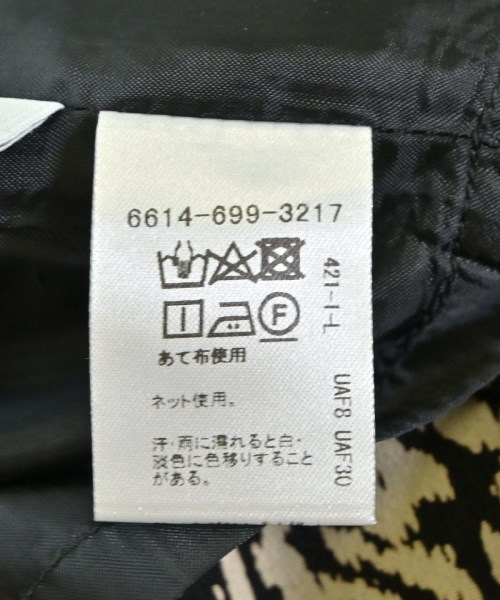 6614-699-3217
F
あて布使用
ネット使用。
汗・雨に濡れると白・
淡色に色移りすること
がある。
421-I-L
UAF8 UAF30